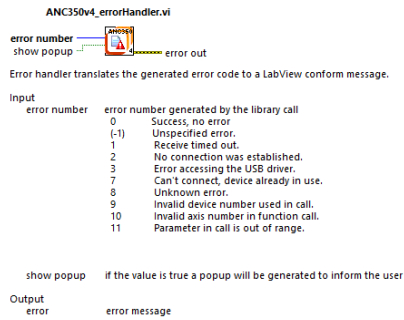 ANC350v4_errorHandler.vi
error number
show popup
ANC350
error out
Error handler translates the generated error code to a LabView conform message.
Input
error number error number generated by the library call
0 Success, no error
(-1) Unspecified error.
1 Receive timed out.
2 No connection was established.
3 Error accessing the USB driver.
7 Can't connect, device already in use.
8 Unknown error.
9 Invalid device number used in call.
10 Invalid axis number in function call.
11 Parameter in call is out of range.
show popup if the value is true a popup will be generated to inform the user
Output
error error message